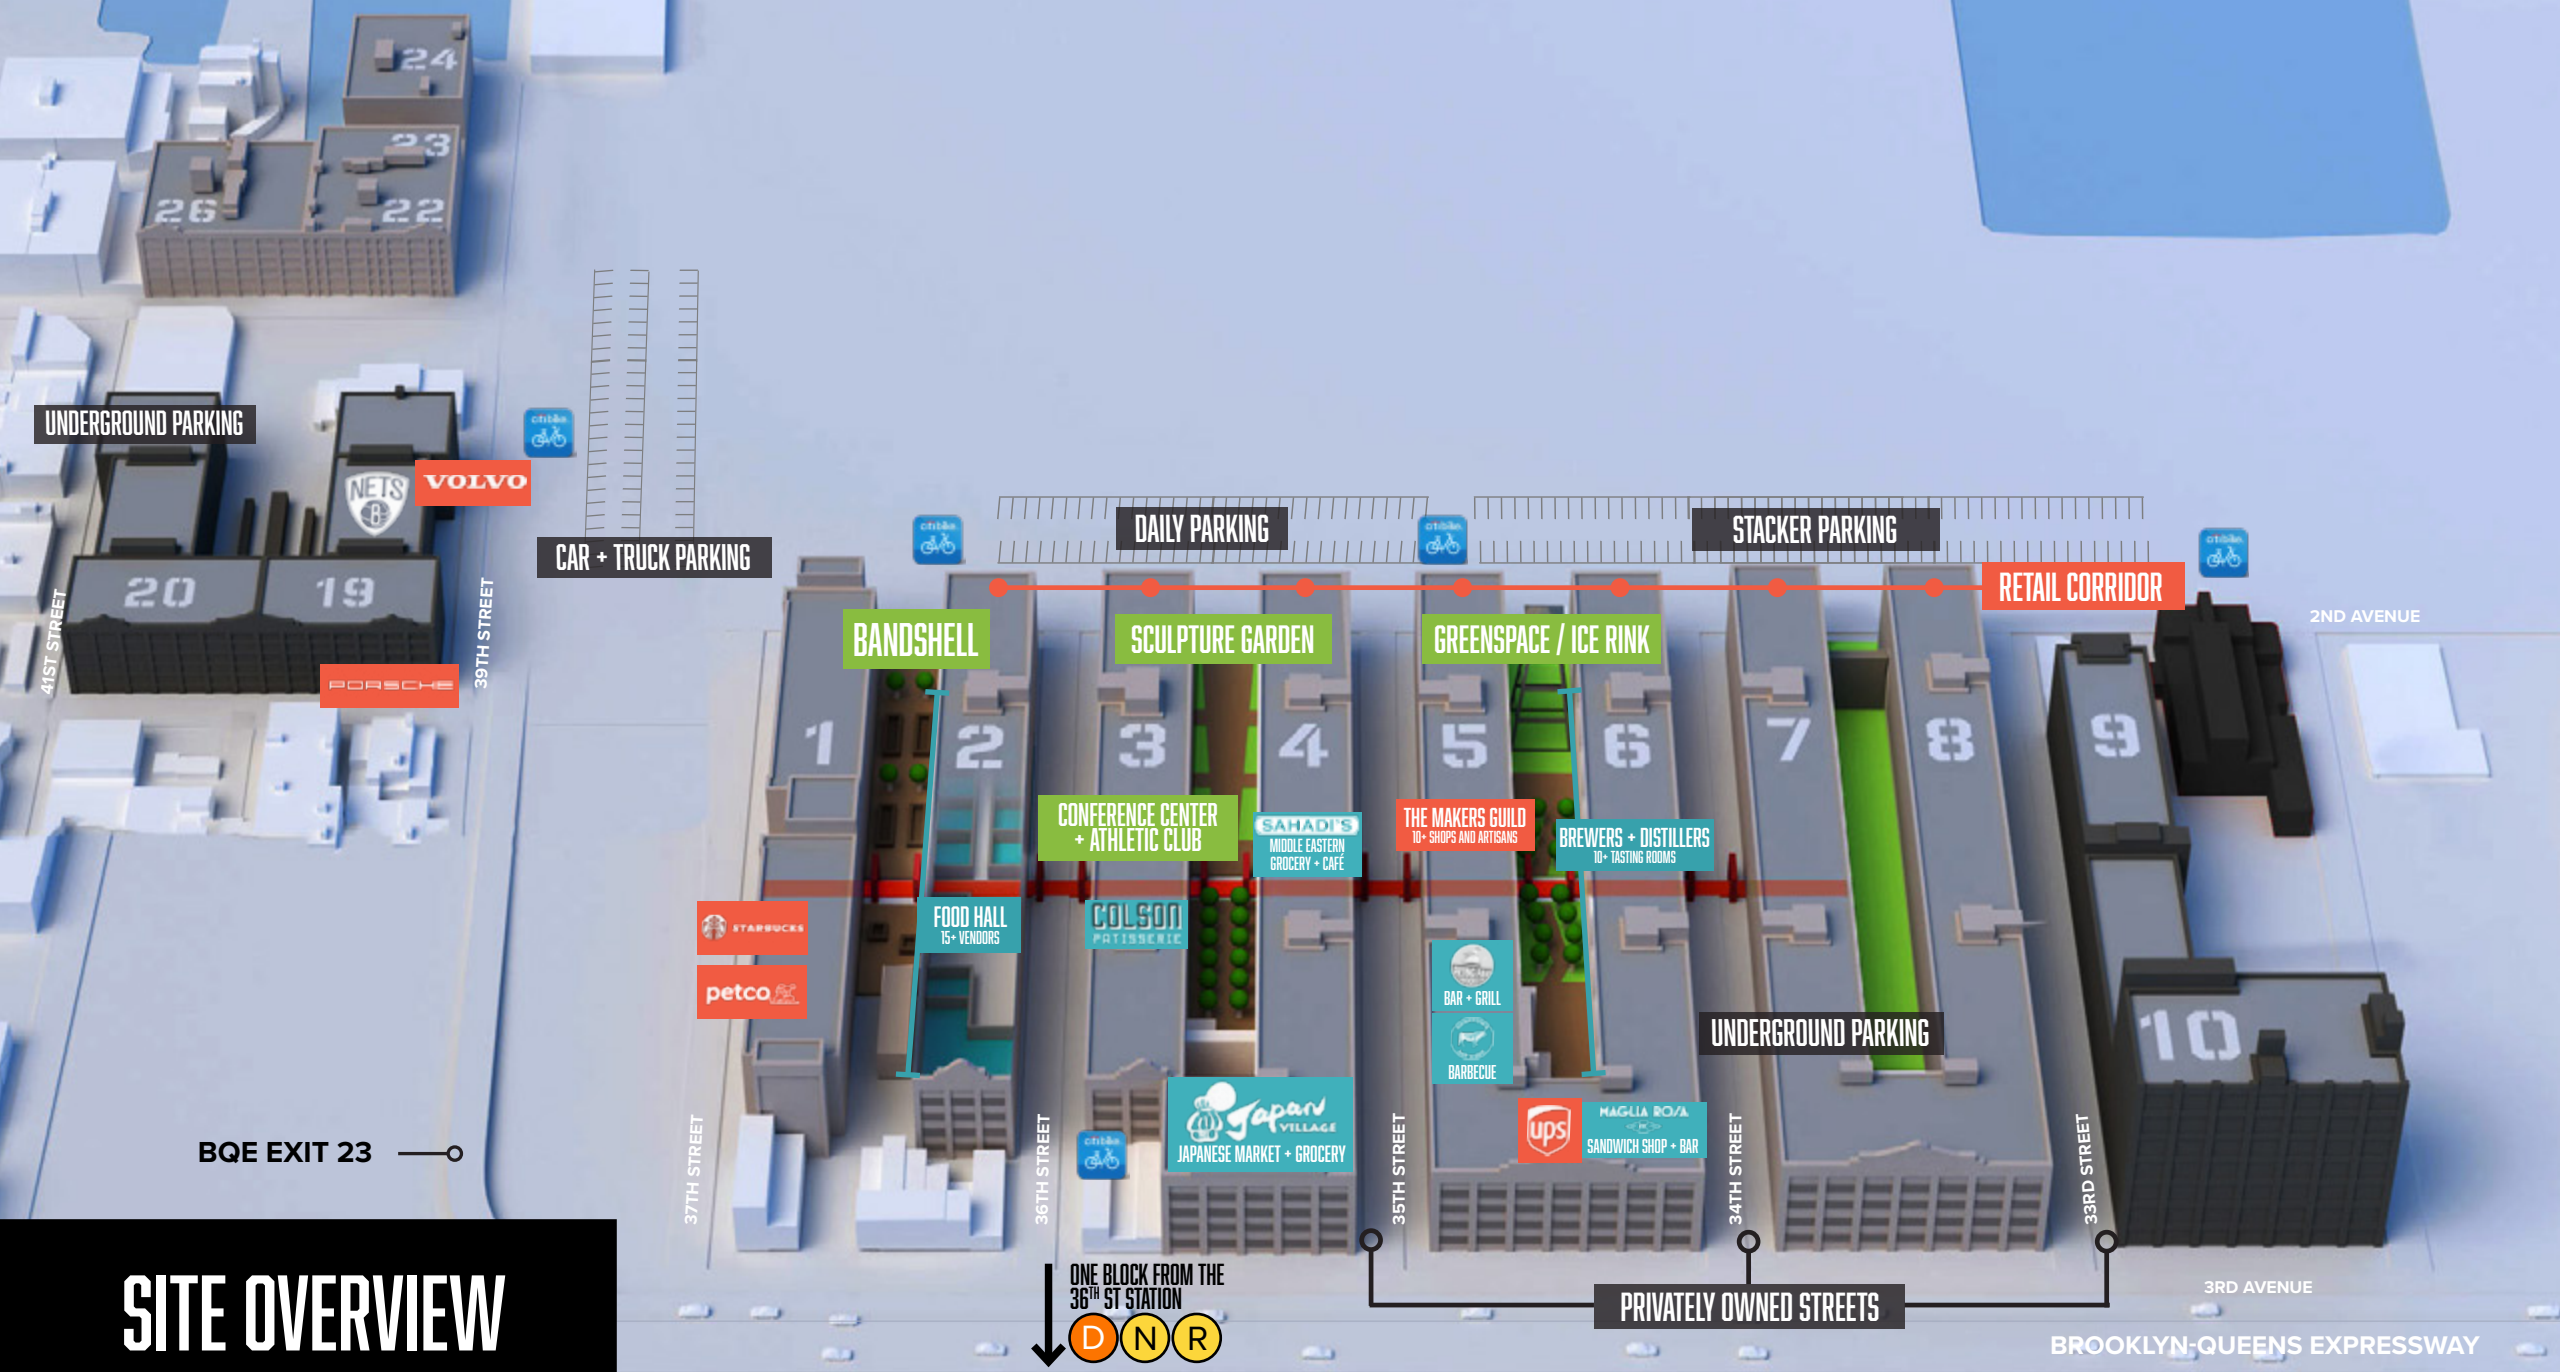 24
23
26
22
UNDERGROUND PARKING
citibike
NETS
B
VOLVO
20
19
PORSCHE
41ST STREET
39TH STREET
CAR + TRUCK PARKING
citibike
DAILY PARKING
citibike
STACKER PARKING
citibike
RETAIL CORRIDOR
2ND AVENUE
BANDSHELL
SCULPTURE GARDEN
GREENSPACE / ICE RINK
1
2
3
4
5
6
7
8
9
10
CONFERENCE CENTER
+ ATHLETIC CLUB
SAHADI'S
MIDDLE EASTERN
GROCERY + CAFÉ
THE MAKERS GUILD
10+ SHOPS AND ARTISANS
BREWERS + DISTILLERS
10+ TASTING ROOMS
STARBUCKS
petco
FOOD HALL
15+ VENDORS
COLSON
PATISSERIE
BAR + GRILL
BARBECUE
UNDERGROUND PARKING
Japan
VILLAGE
JAPANESE MARKET + GROCERY
ups
MAGLIA ROSA
SANDWICH SHOP + BAR
citibike
BQE EXIT 23
37TH STREET
36TH STREET
35TH STREET
34TH STREET
33RD STREET
SITE OVERVIEW
ONE BLOCK FROM THE
36TH ST STATION
D N R
PRIVATELY OWNED STREETS
3RD AVENUE
BROOKLYN-QUEENS EXPRESSWAY